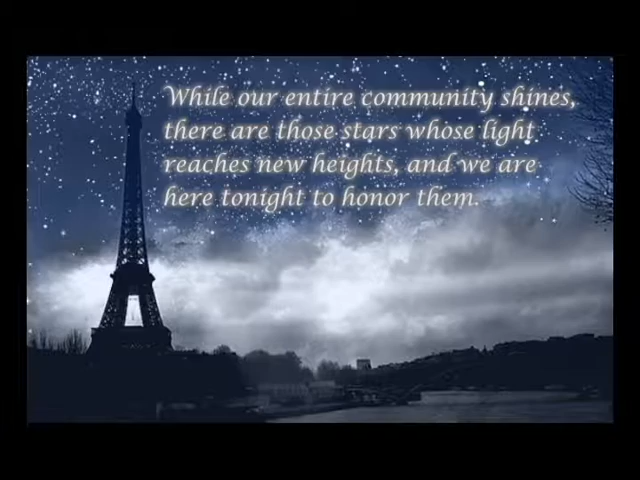 While our entire community shines,
there are those stars whose light
reaches new heights, and we are
here tonight to honor them.